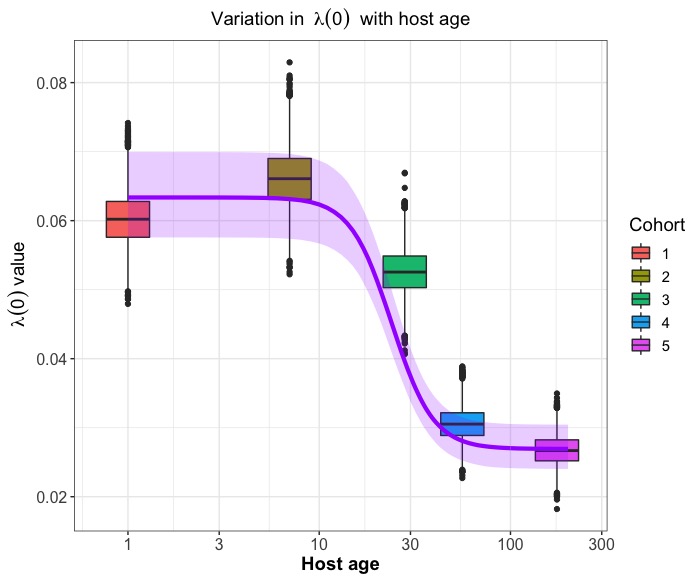 Variation in λ(0) with host age
λ(0) value
0.08
0.06
0.04
0.02
1 3 10 30 100 300
Host age
Cohort
1
2
3
4
5